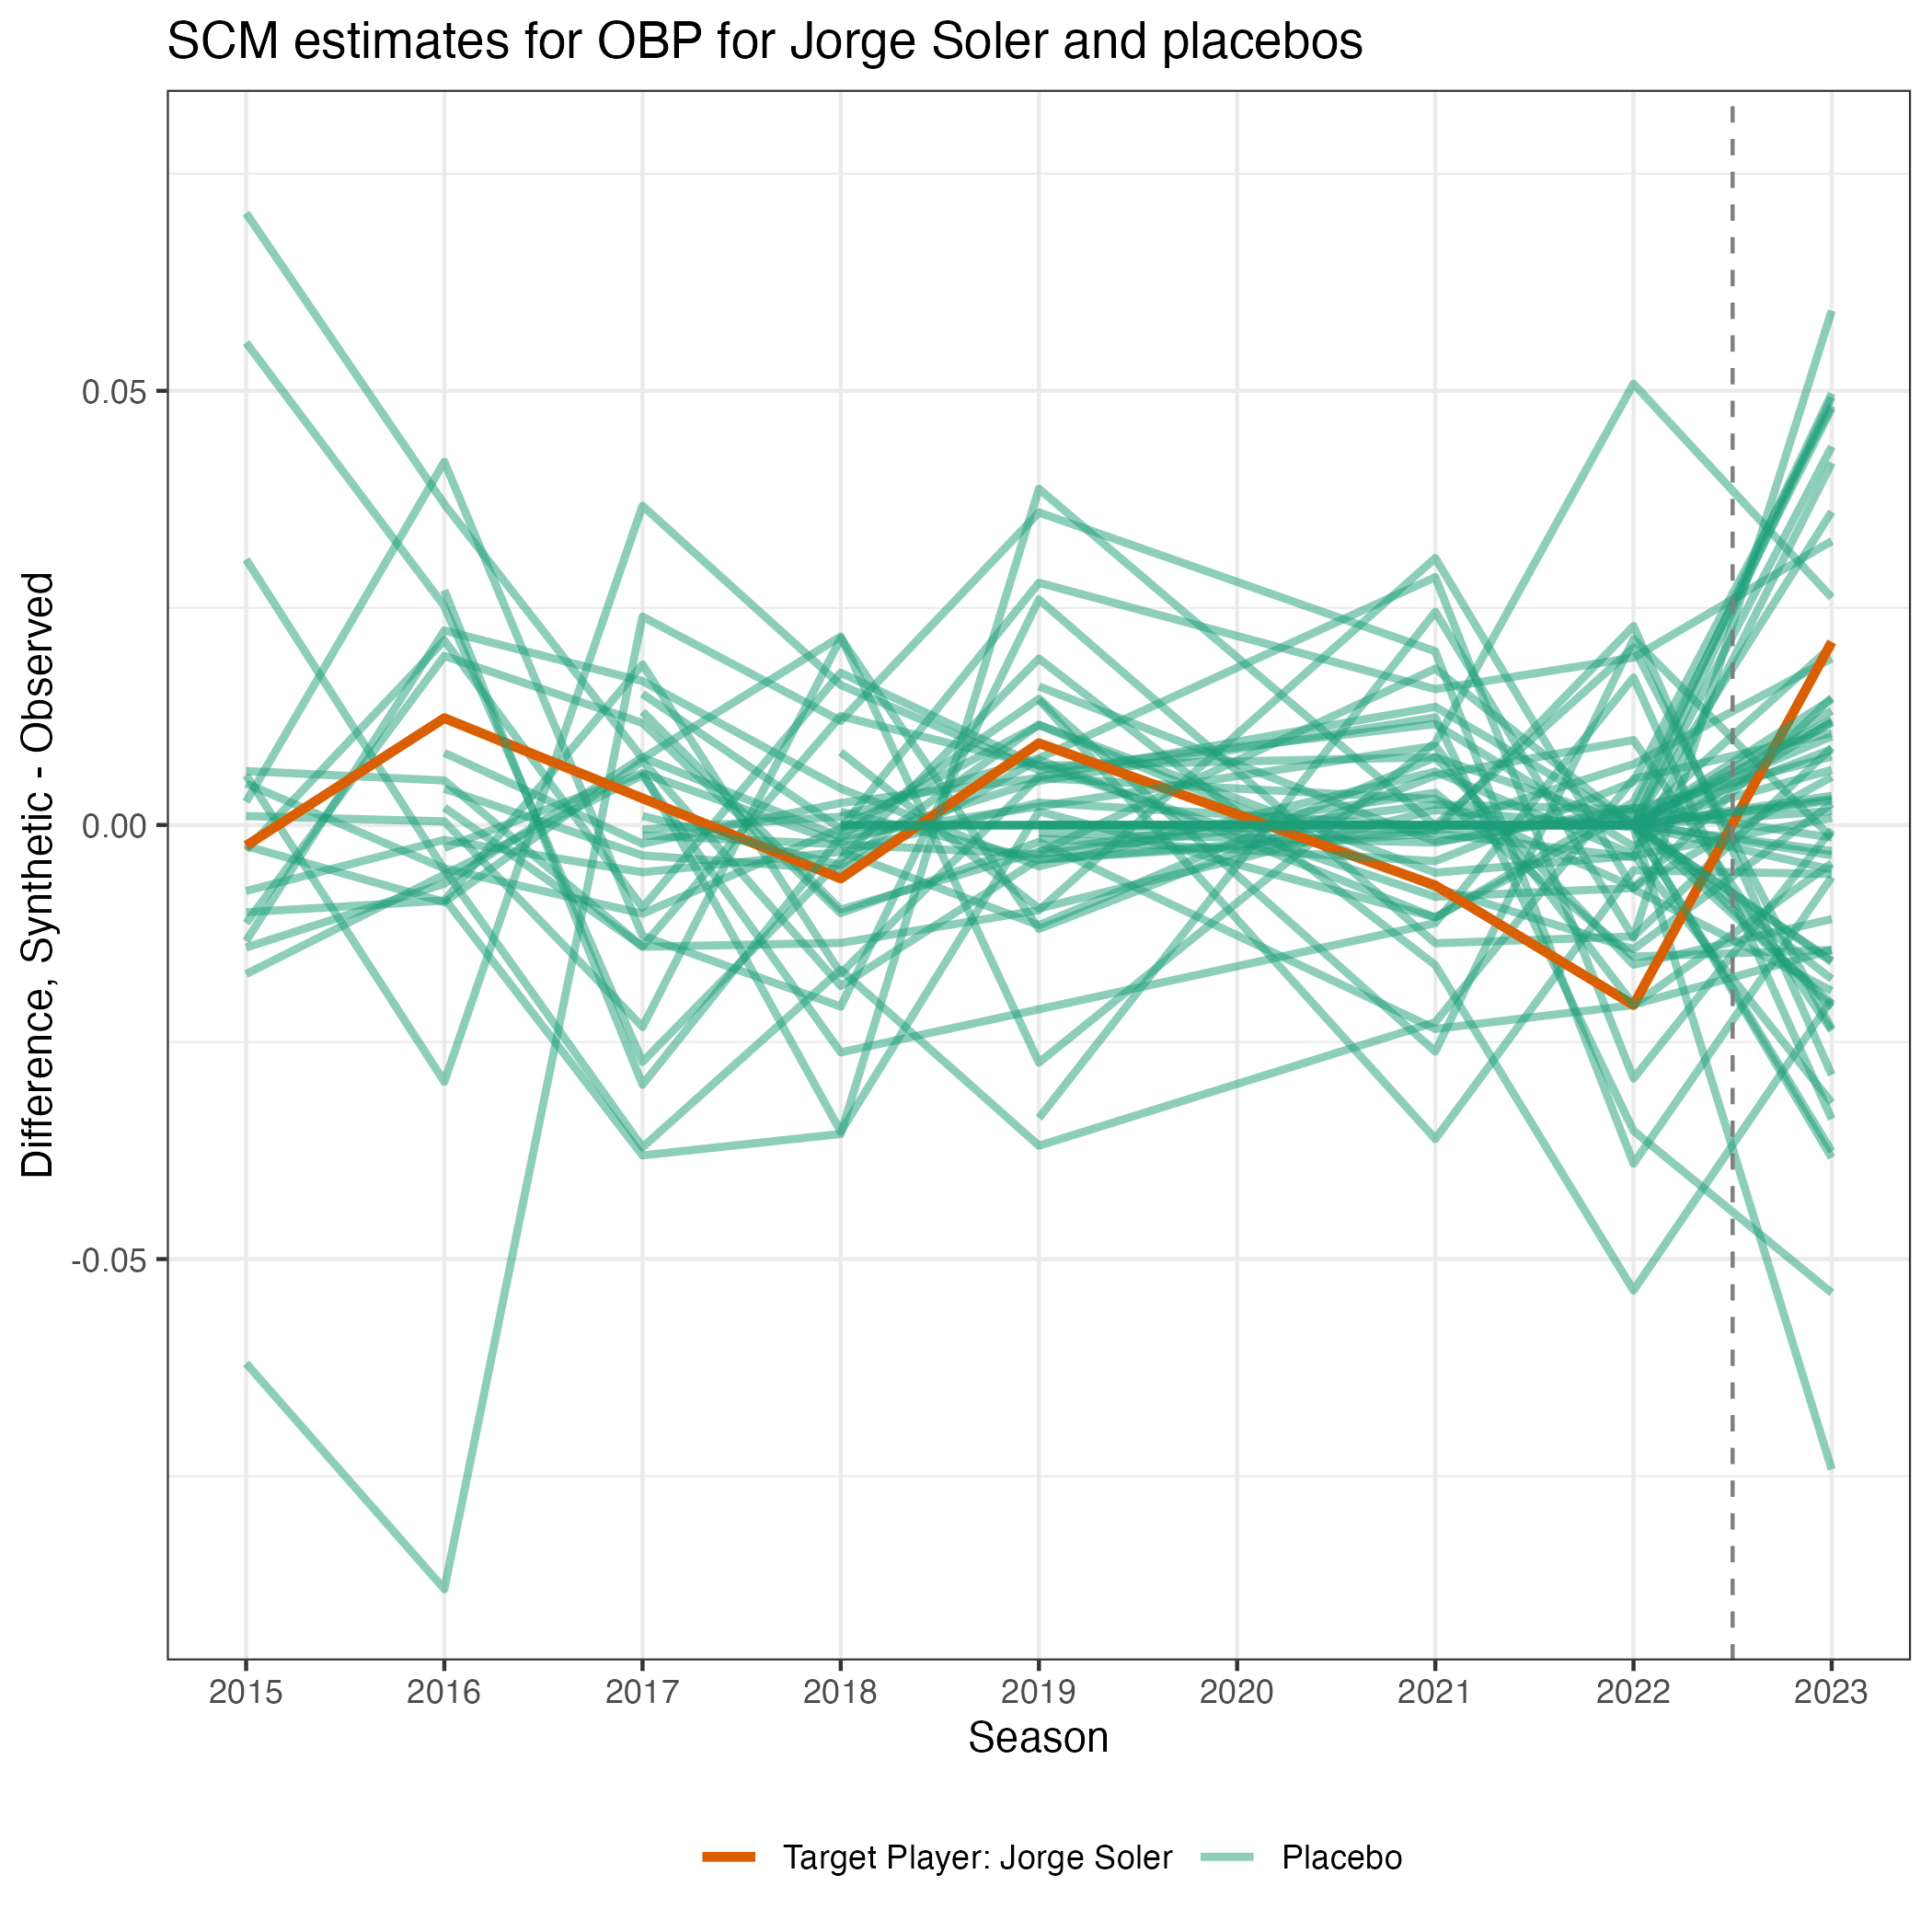 SCM estimates for OBP for Jorge Soler and placebos
Difference, Synthetic - Observed
0.05
0.00
-0.05
2015 2016 2017 2018 2019 2020 2021 2022 2023
Season
Target Player: Jorge Soler Placebo